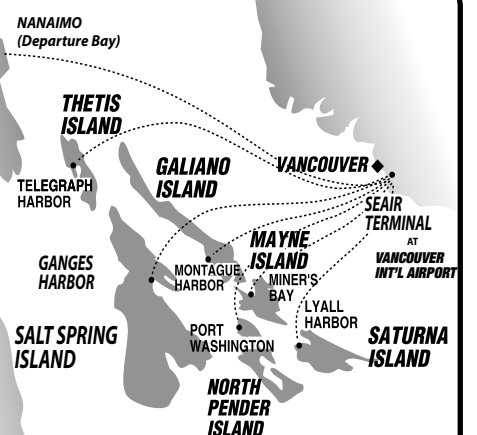 NANAIMO
(Departure Bay)
THETIS
ISLAND
TELEGRAPH
HARBOR
GALIANO
ISLAND
VANCOUVER
SEAIR
TERMINAL
AT
VANCOUVER
INT'L AIRPORT
GANGES
HARBOR
MONTAGUE
HARBOR
MAYNE
ISLAND
MINER'S
BAY
LYALL
HARBOR
SALT SPRING
ISLAND
PORT
WASHINGTON
SATURNA
ISLAND
NORTH
PENDER
ISLAND